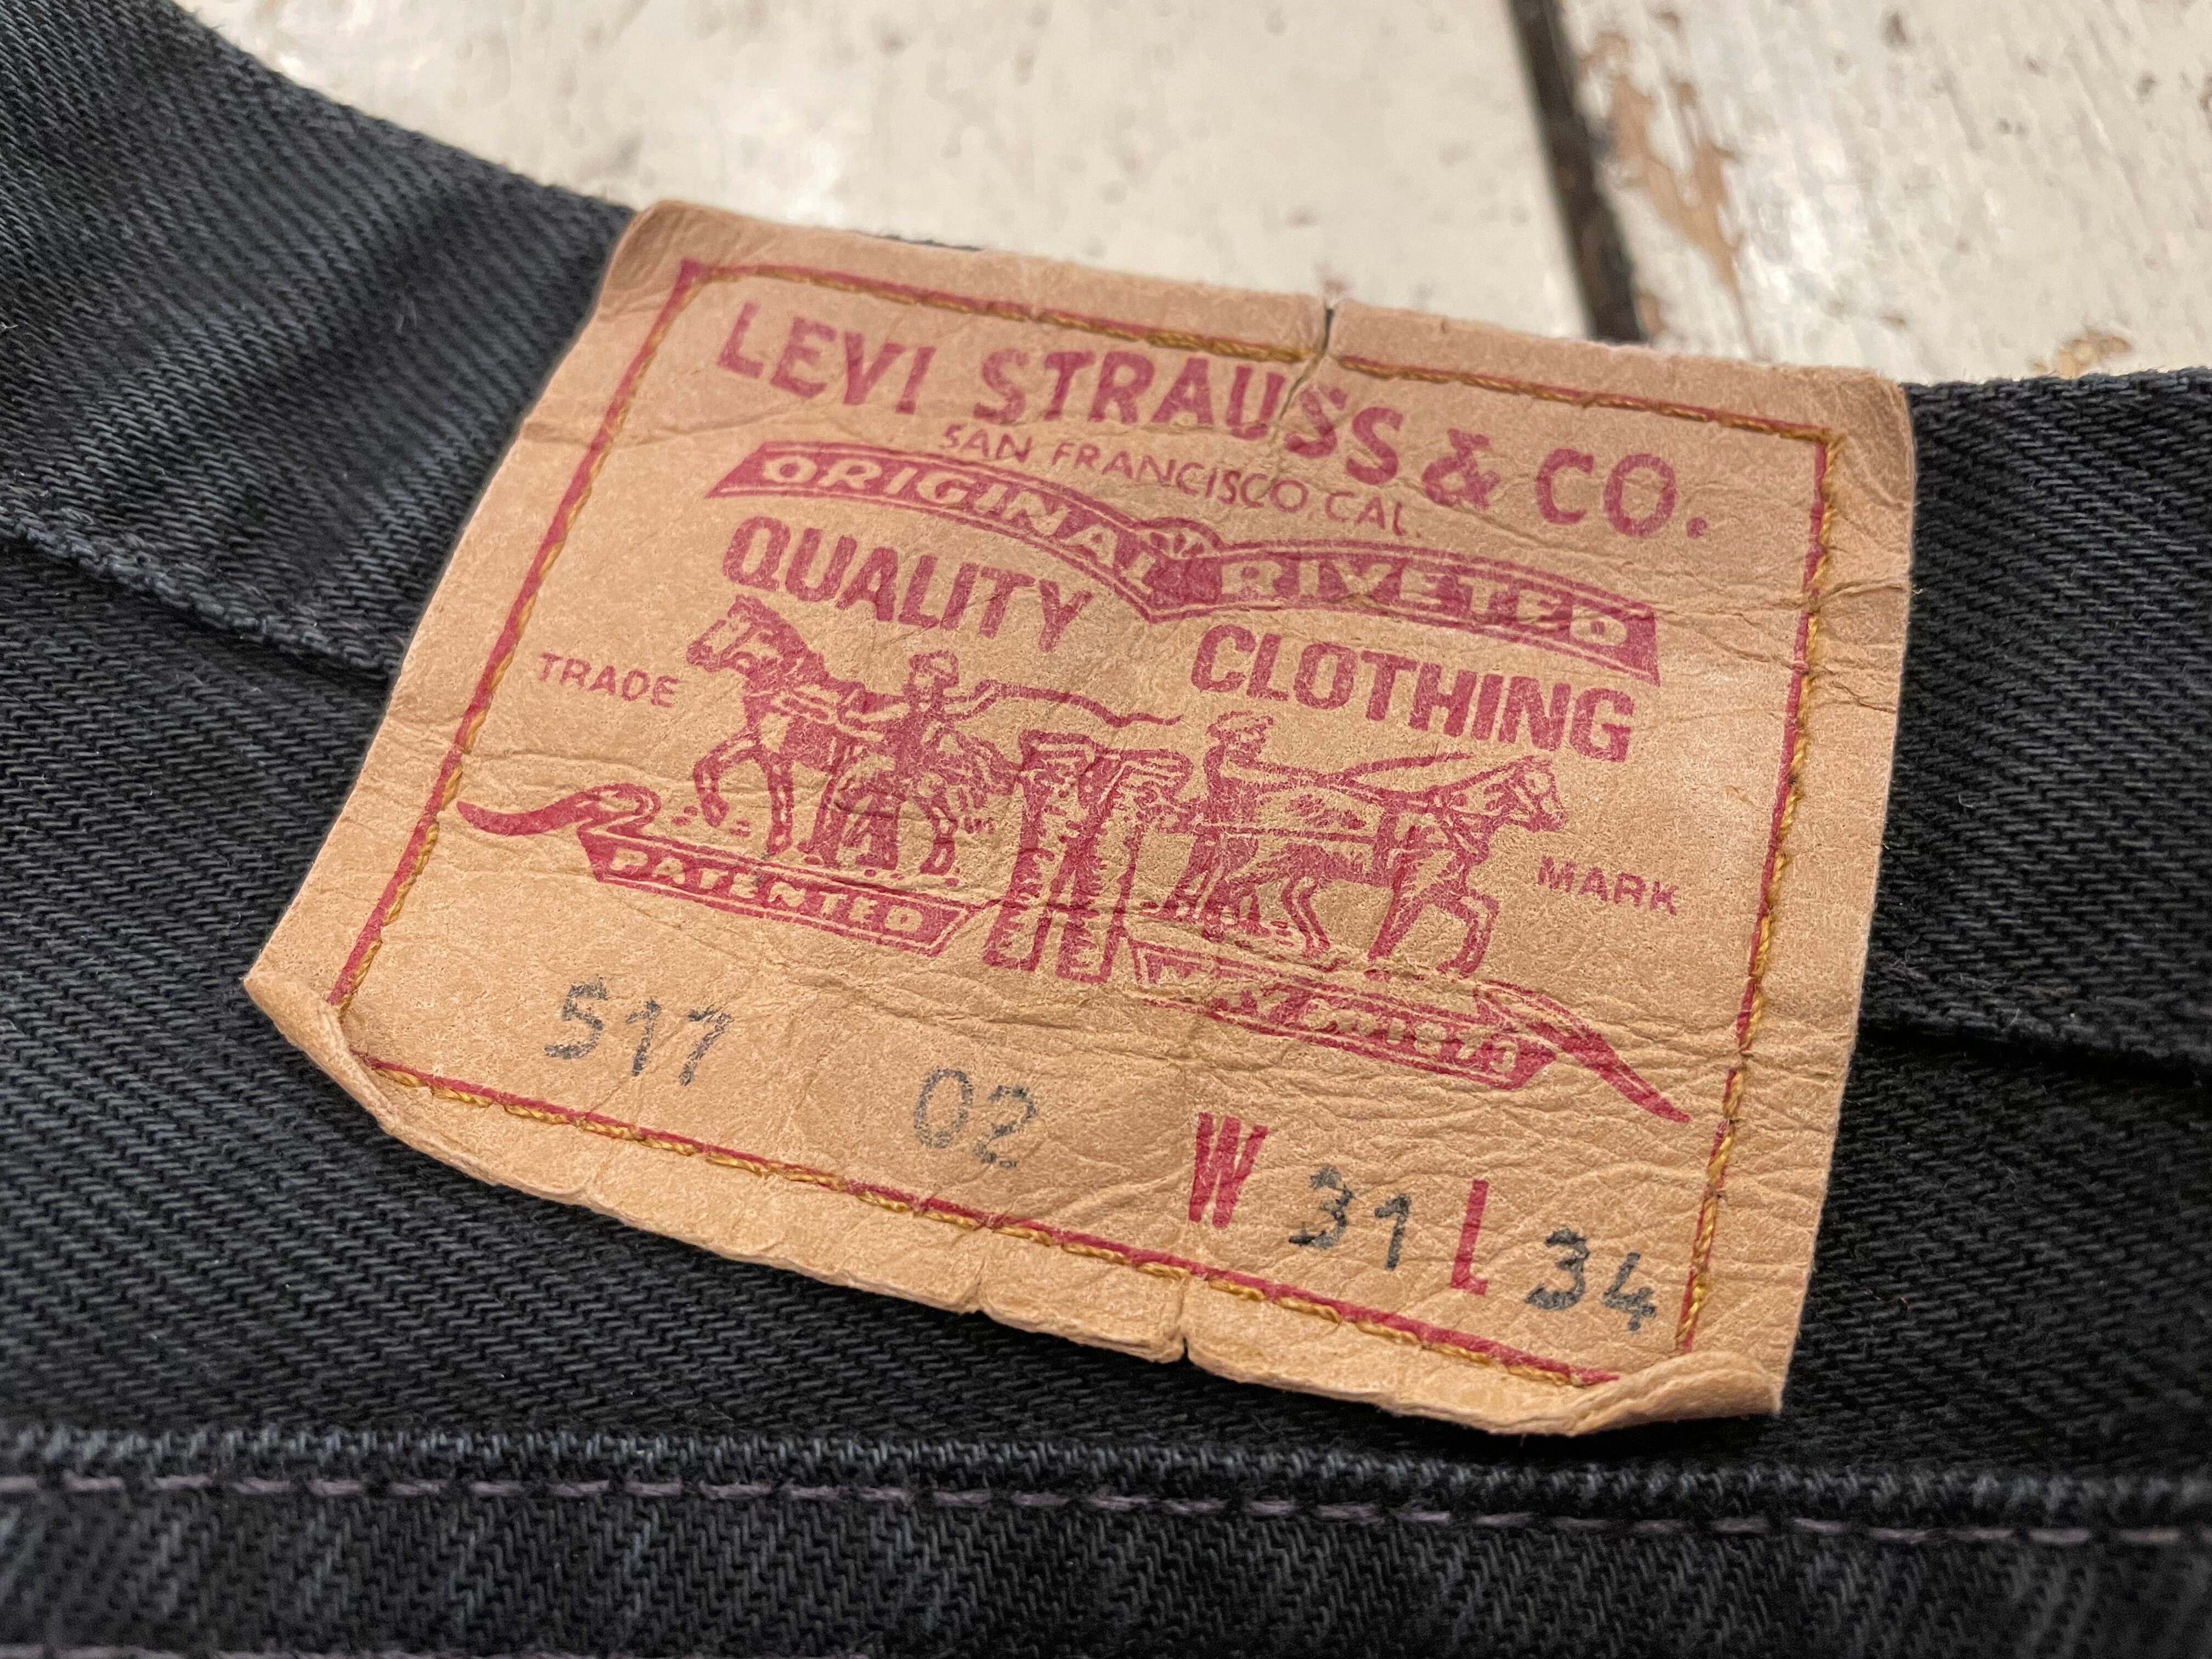 LEVI STRAUSS & CO.
SAN FRANCISCO CAL.
ORIGINAL RIVETED
QUALITY CLOTHING
TRADE MARK
PATENTED
517 02 W 31 L 34